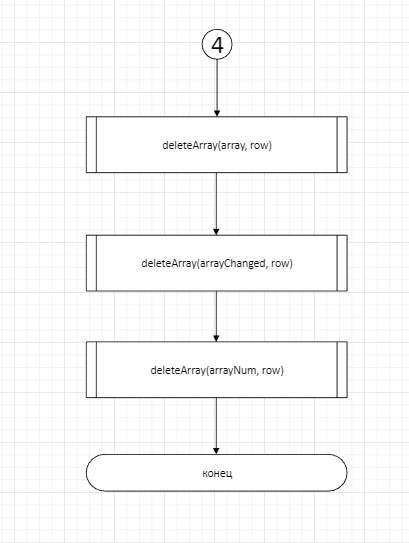 4
deleteArray(array, row)
deleteArray(arrayChanged, row)
deleteArray(arrayNum, row)
конец